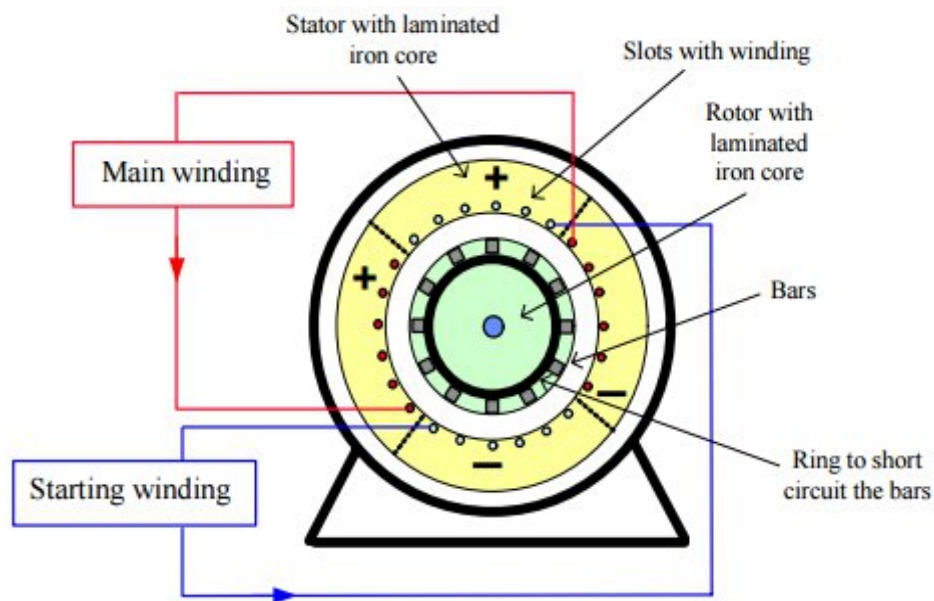 Stator with laminated
iron core
Slots with winding
Rotor with
laminated
iron core
Main winding
+
+
Bars
−
−
Starting winding
Ring to short
circuit the bars